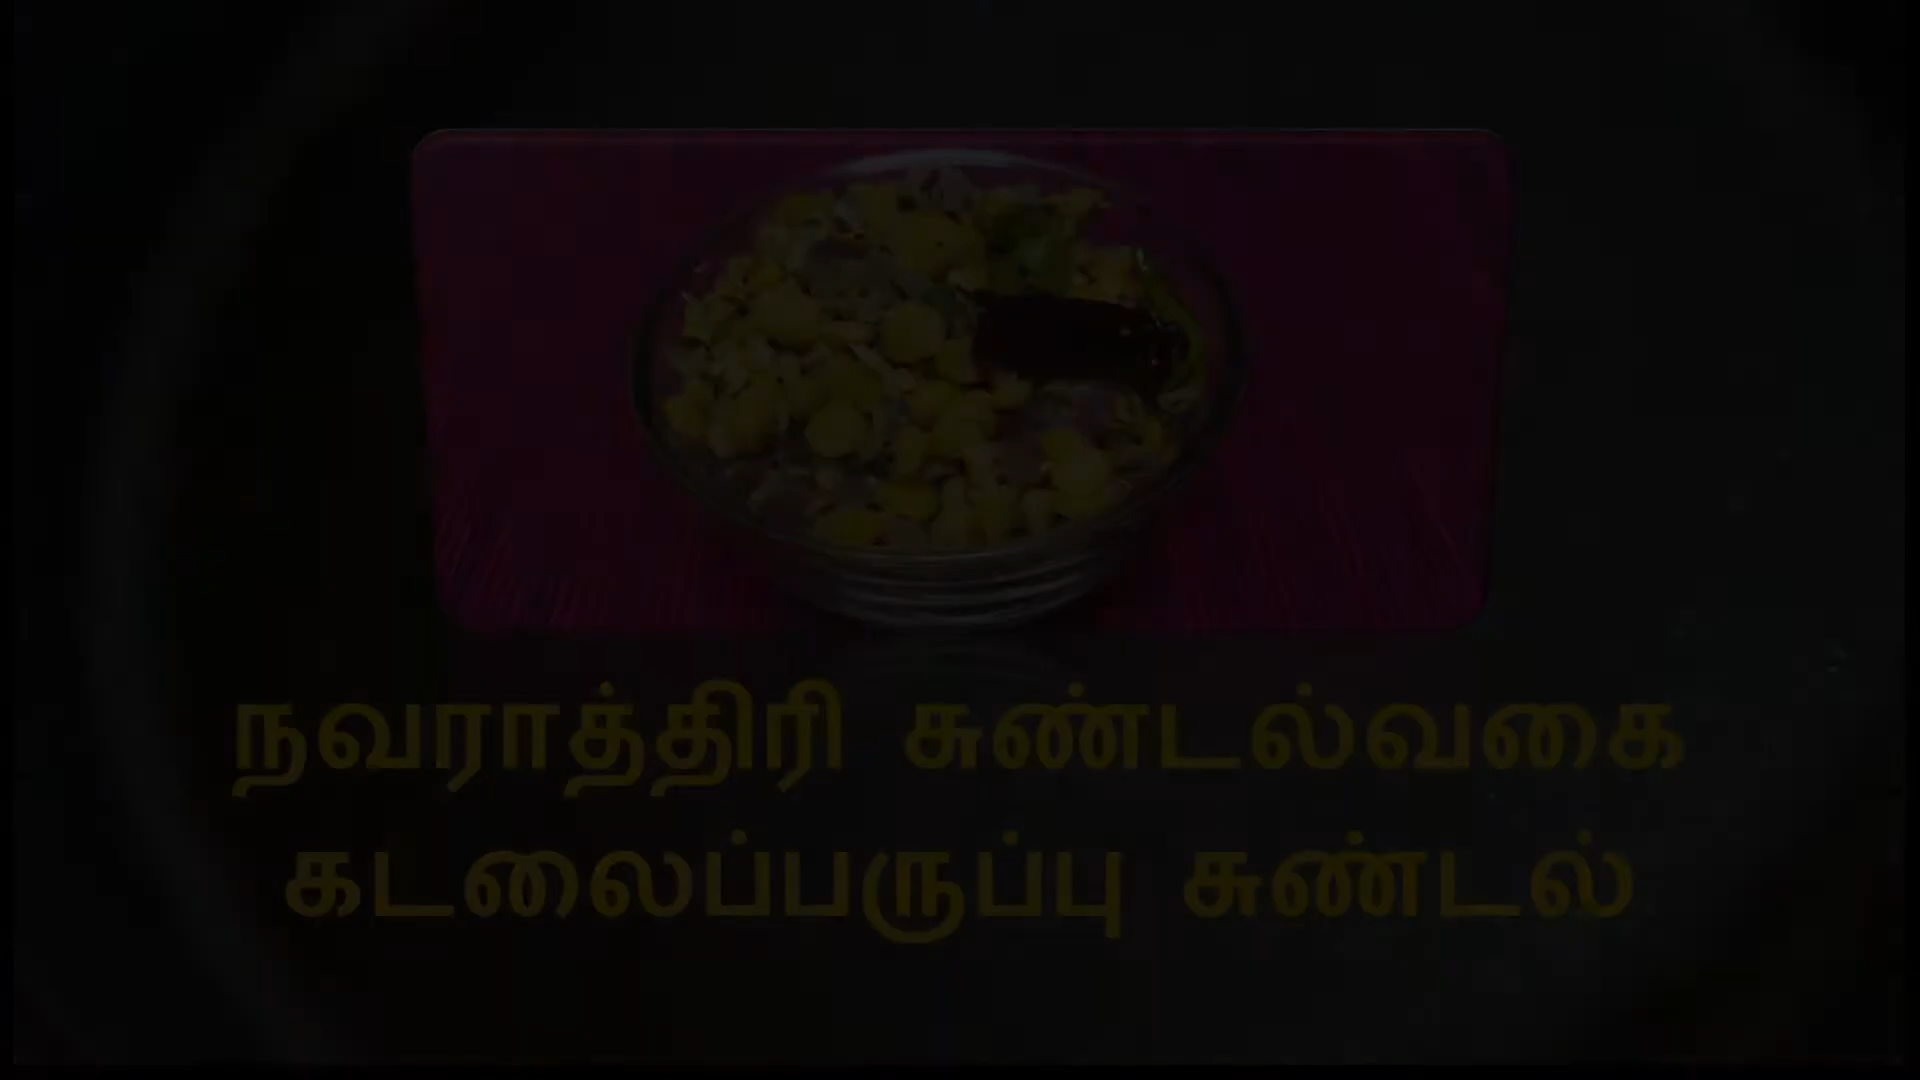 நவராத்திரி சுண்டல்வகை
கடலைப்பருப்பு சுண்டல்